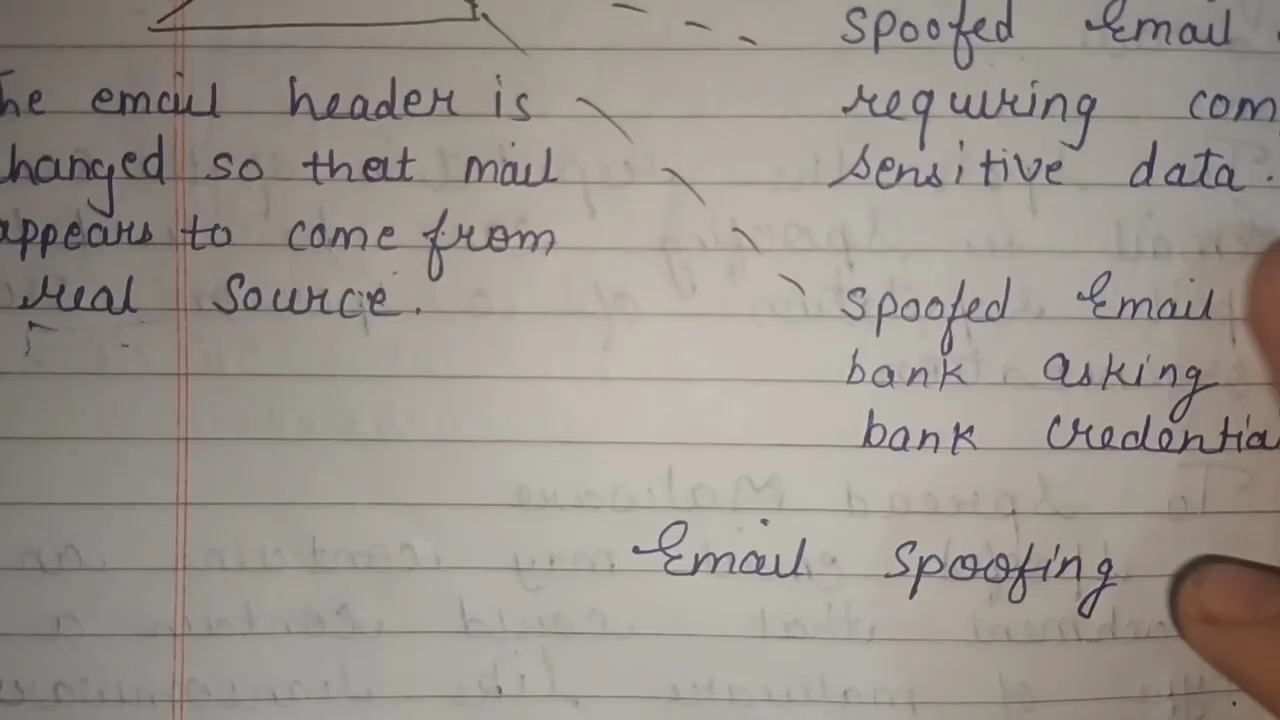 he email header is
hanged so that mail
appears to come from
real source.
Spoofed Email
requiring com
sensitive data.
Spoofed Email
bank asking
bank credentia
Email Spoofing